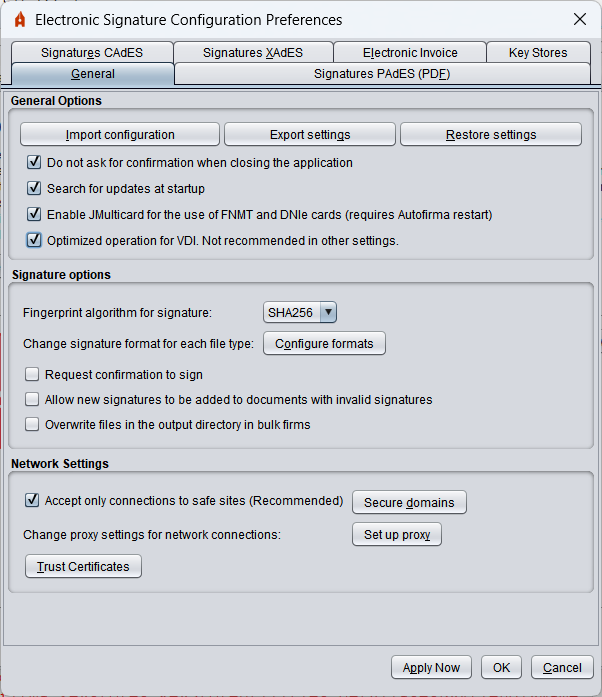 Electronic Signature Configuration Preferences
Signatures CAdES
Signatures XAdES
Electronic Invoice
Key Stores
General
Signatures PAdES (PDF)
General Options
Import configuration
Export settings
Restore settings
Do not ask for confirmation when closing the application
Search for updates at startup
Enable JMulticard for the use of FNMT and DNIe cards (requires Autofirma restart)
Optimized operation for VDI. Not recommended in other settings.
Signature options
Fingerprint algorithm for signature:
SHA256
Change signature format for each file type:
Configure formats
Request confirmation to sign
Allow new signatures to be added to documents with invalid signatures
Overwrite files in the output directory in bulk firms
Network Settings
Accept only connections to safe sites (Recommended)
Secure domains
Change proxy settings for network connections:
Set up proxy
Trust Certificates
Apply Now
OK
Cancel